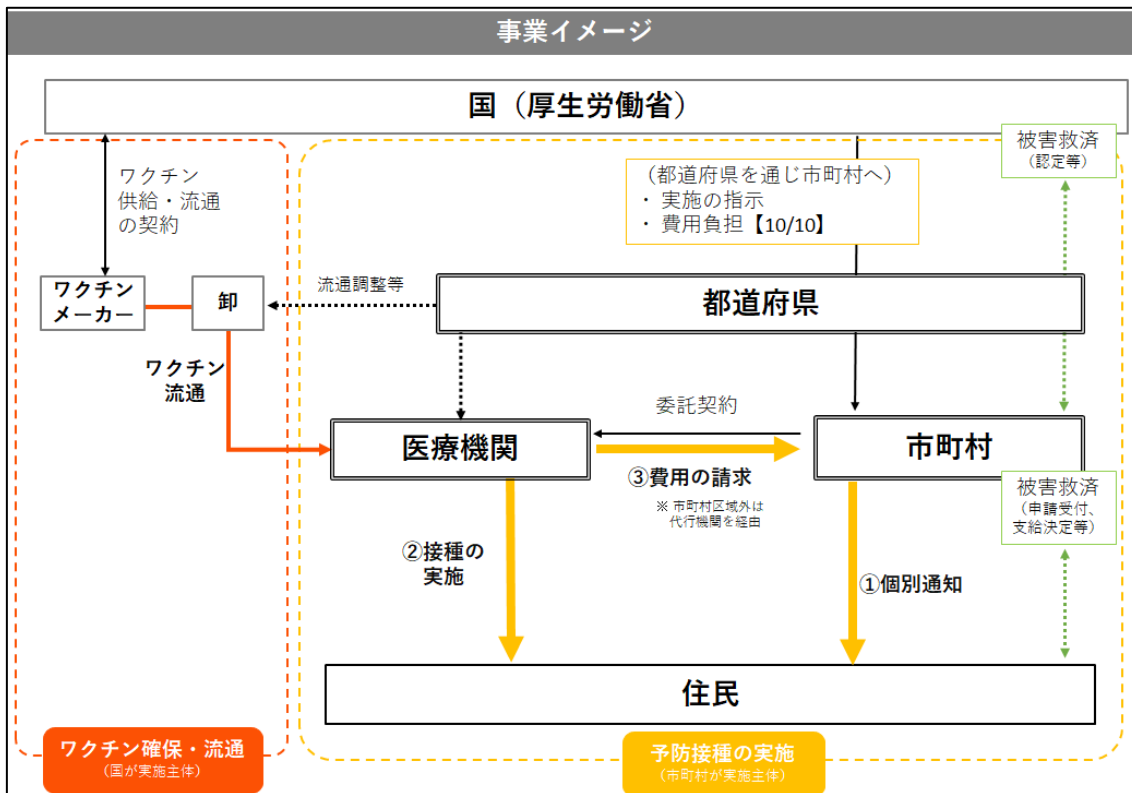 事業イメージ
国（厚生労働省）
ワクチン
供給・流通
の契約
（都道府県を通じ市町村へ）
・ 実施の指示
・ 費用負担【10/10】
被害救済
（認定等）
ワクチン
メーカー
卸
流通調整等
都道府県
ワクチン
流通
委託契約
医療機関
市町村
③費用の請求
※ 市町村区域外は
代行機関を経由
被害救済
（申請受付、
支給決定等）
②接種の
実施
①個別通知
住民
ワクチン確保・流通
（国が実施主体）
予防接種の実施
（市町村が実施主体）